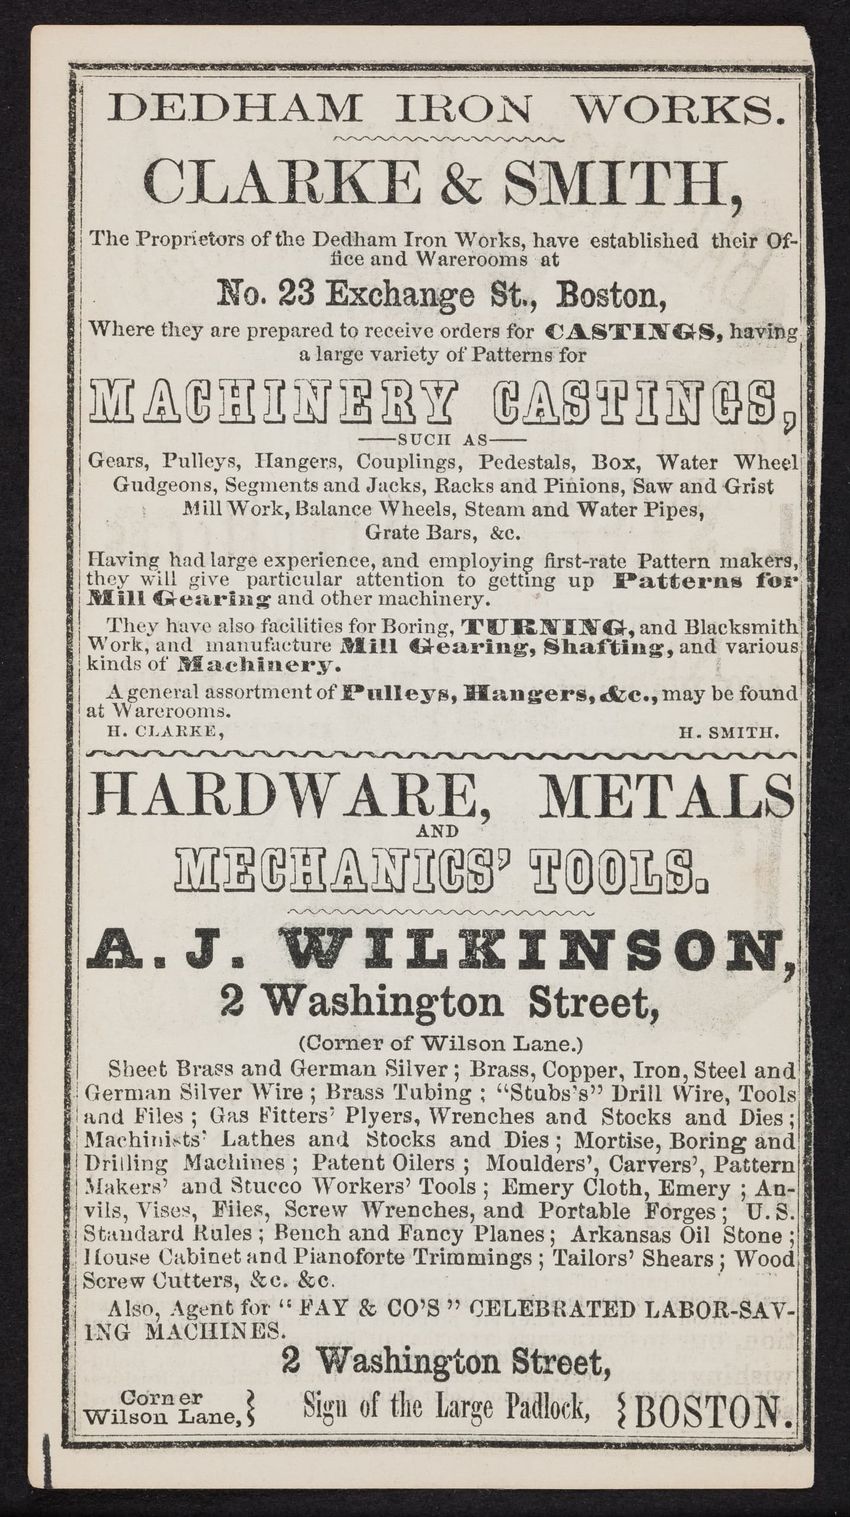 DEDHAM IRON WORKS.
CLARKE & SMITH,
The Proprietors of the Dedham Iron Works, have established their Of-
fice and Warerooms at
No. 23 Exchange St., Boston,
Where they are prepared to receive orders for CASTINGS, having
a large variety of Patterns for
MACHINERY CASTINGS,
—SUCH AS—
Gears, Pulleys, Hangers, Couplings, Pedestals, Box, Water Wheel
Gudgeons, Segments and Jacks, Racks and Pinions, Saw and Grist
Mill Work, Balance Wheels, Steam and Water Pipes,
Grate Bars, &c.
Having had large experience, and employing first-rate Pattern makers,
they will give particular attention to getting up Patterns for
Mill Gearing and other machinery.
They have also facilities for Boring, TURNING, and Blacksmith
Work, and manufacture Mill Gearing, Shafting, and various
kinds of Machinery.
A general assortment of Pulleys, Hangers, &c., may be found
at Warerooms.
H. CLARKE, H. SMITH.
HARDWARE, METALS
AND
MECHANICS' TOOLS.
A. J. WILKINSON,
2 Washington Street,
(Corner of Wilson Lane.)
Sheet Brass and German Silver; Brass, Copper, Iron, Steel and
German Silver Wire; Brass Tubing; "Stubs's" Drill Wire, Tools
and Files; Gas Fitters' Plyers, Wrenches and Stocks and Dies;
Machinists' Lathes and Stocks and Dies; Mortise, Boring and
Drilling Machines; Patent Oilers; Moulders', Carvers', Pattern
Makers' and Stucco Workers' Tools; Emery Cloth, Emery; An-
vils, Vises, Files, Screw Wrenches, and Portable Forges; U. S.
Standard Rules; Bench and Fancy Planes; Arkansas Oil Stone;
House Cabinet and Pianoforte Trimmings; Tailors' Shears; Wood
Screw Cutters, &c. &c.
Also, Agent for "FAY & CO'S" CELEBRATED LABOR-SAV-
ING MACHINES.
2 Washington Street,
Corner
Wilson Lane, } Sign of the Large Padlock, { BOSTON.